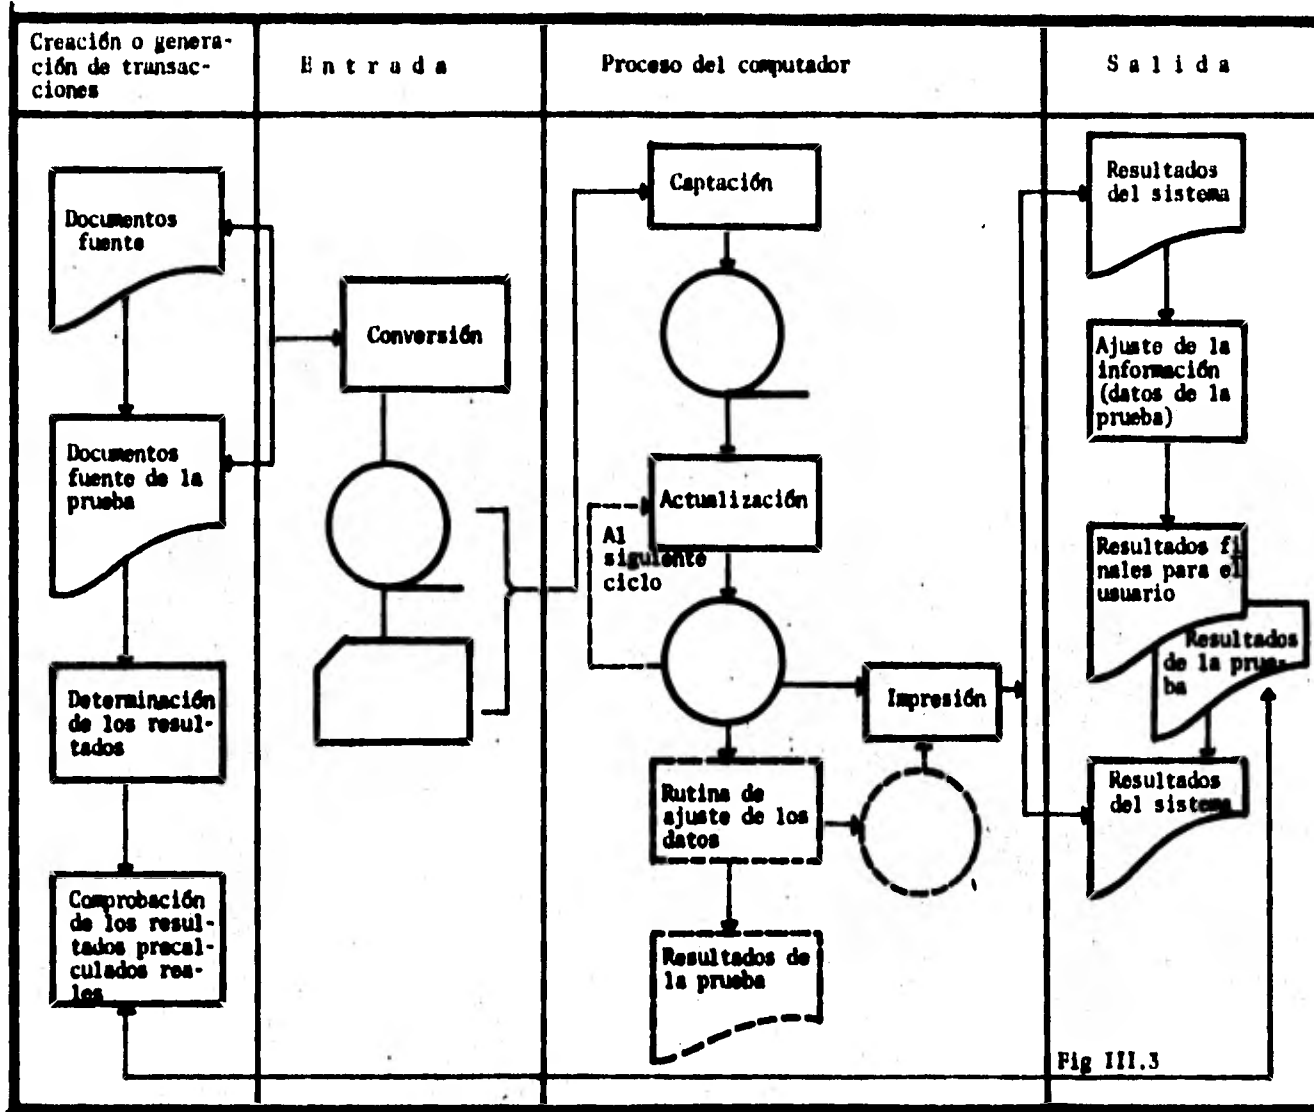 Creación o genera-
ción de transac-
ciones
E n t r a d a
Proceso del computador
S a l i d a
Documentos
fuente
Documentos
fuente de la
prueba
Determinación
de los resul-
tados
Comprobación
de los resul-
tados precal-
culados rea-
les
Conversión
Captación
Actualización
Al
siguiente
ciclo
Impresión
Rutina de
ajuste de los
datos
Resultados de
la prueba
Resultados
del sistema
Ajuste de la
información
(datos de la
prueba)
Resultados fi
nales para el
usuario
Resultados
de la prue-
ba
Resultados
del sistema
Fig III.3